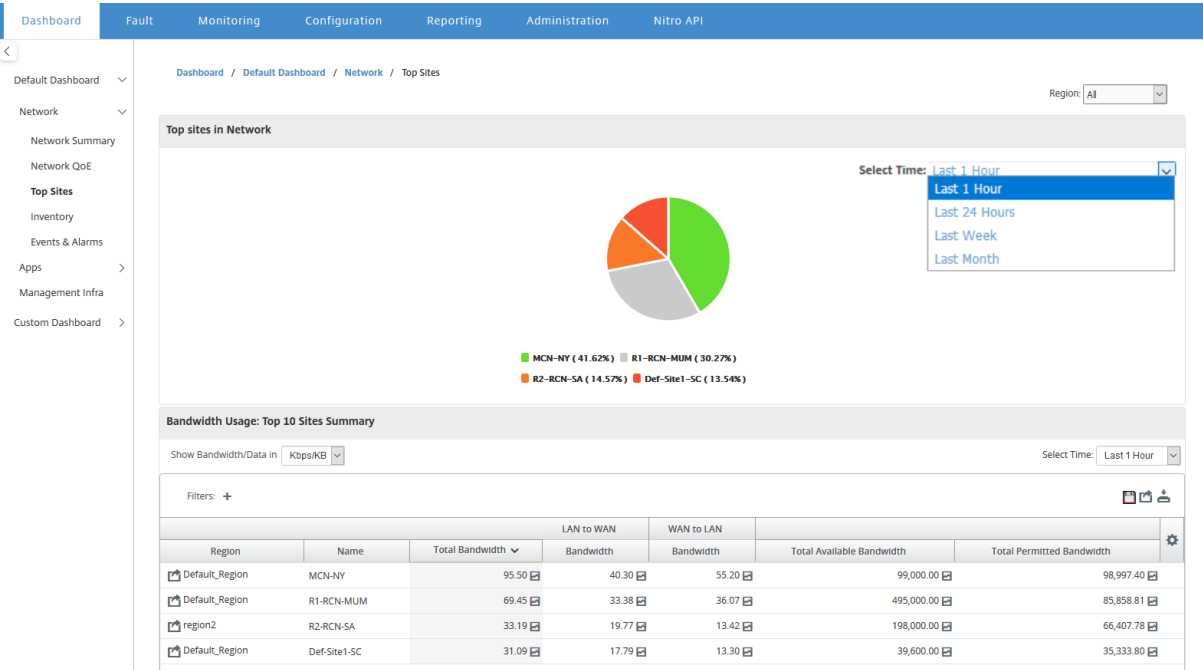 Dashboard Fault Monitoring Configuration Reporting Administration Nitro API
Default Dashboard
Network
Network Summary
Network QoE
Top Sites
Inventory
Events & Alarms
Apps
Management Infra
Custom Dashboard
Dashboard / Default Dashboard / Network / Top Sites
Region: All
Top sites in Network
Select Time: Last 1 Hour
Last 1 Hour
Last 24 Hours
Last Week
Last Month
MCN-NY ( 41.62% ) R1-RCN-MUM ( 30.27% )
R2-RCN-SA ( 14.57% ) Def-Site1-SC ( 13.54% )
Bandwidth Usage: Top 10 Sites Summary
Show Bandwidth/Data in Kbps/KB Select Time: Last 1 Hour
Filters: +
LAN to WAN WAN to LAN
Region Name Total Bandwidth Bandwidth Bandwidth Total Available Bandwidth Total Permitted Bandwidth
Default_Region MCN-NY 95.50 40.30 55.20 99,000.00 98,997.40
Default_Region R1-RCN-MUM 69.45 33.38 36.07 495,000.00 85,858.81
region2 R2-RCN-SA 33.19 19.77 13.42 198,000.00 66,407.78
Default_Region Def-Site1-SC 31.09 17.79 13.30 39,600.00 35,333.80